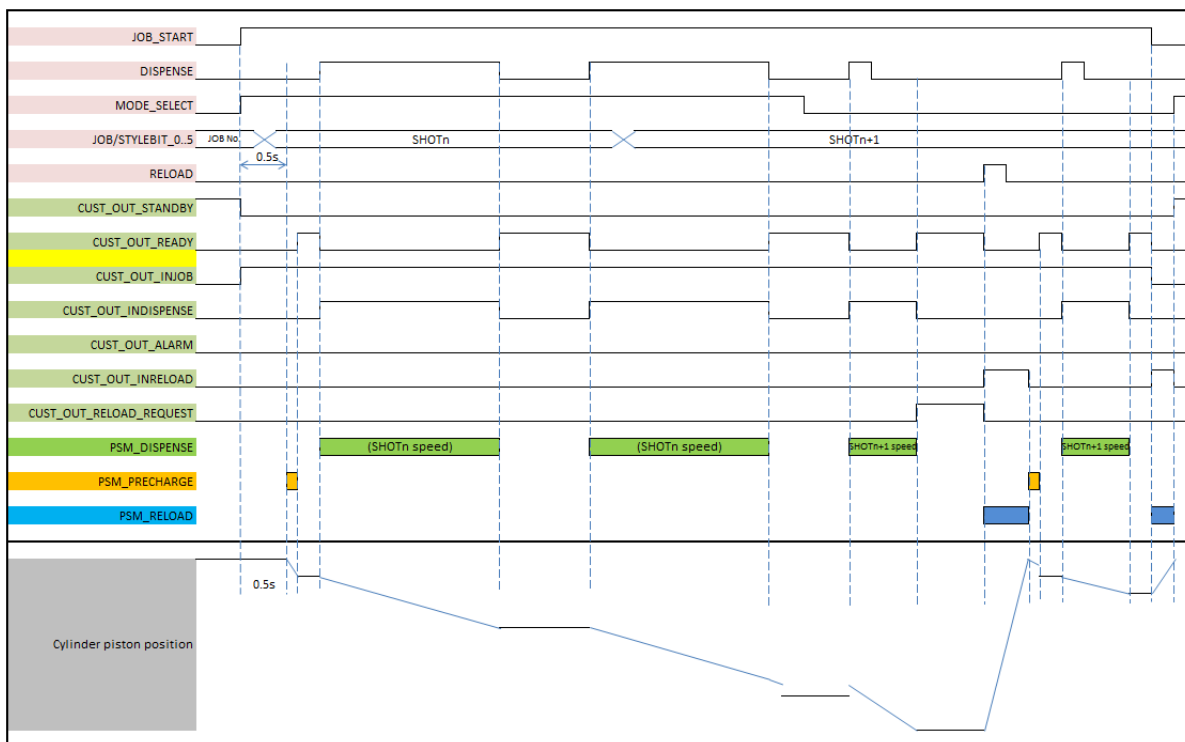 JOB_START
DISPENSE
MODE_SELECT
JOB/STYLEBIT_0..5 JOB No SHOTn SHOTn+1
0.5s
RELOAD
CUST_OUT_STANDBY
CUST_OUT_READY
CUST_OUT_INJOB
CUST_OUT_INDISPENSE
CUST_OUT_ALARM
CUST_OUT_INRELOAD
CUST_OUT_RELOAD_REQUEST
PSM_DISPENSE (SHOTn speed) (SHOTn speed) SHOTn+1 speed SHOTn+1 speed
PSM_PRECHARGE
PSM_RELOAD
0.5s
Cylinder piston position